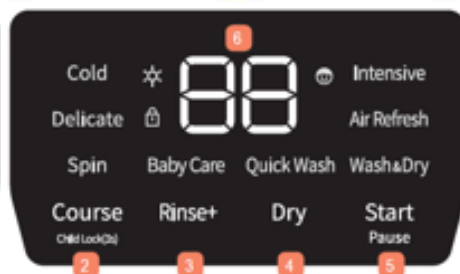 6
Cold 88 Intensive
Delicate Air Refresh
Spin Baby Care Quick Wash Wash&Dry
Course Rinse+ Dry Start
Child Lock(3s) Pause
2 3 4 5